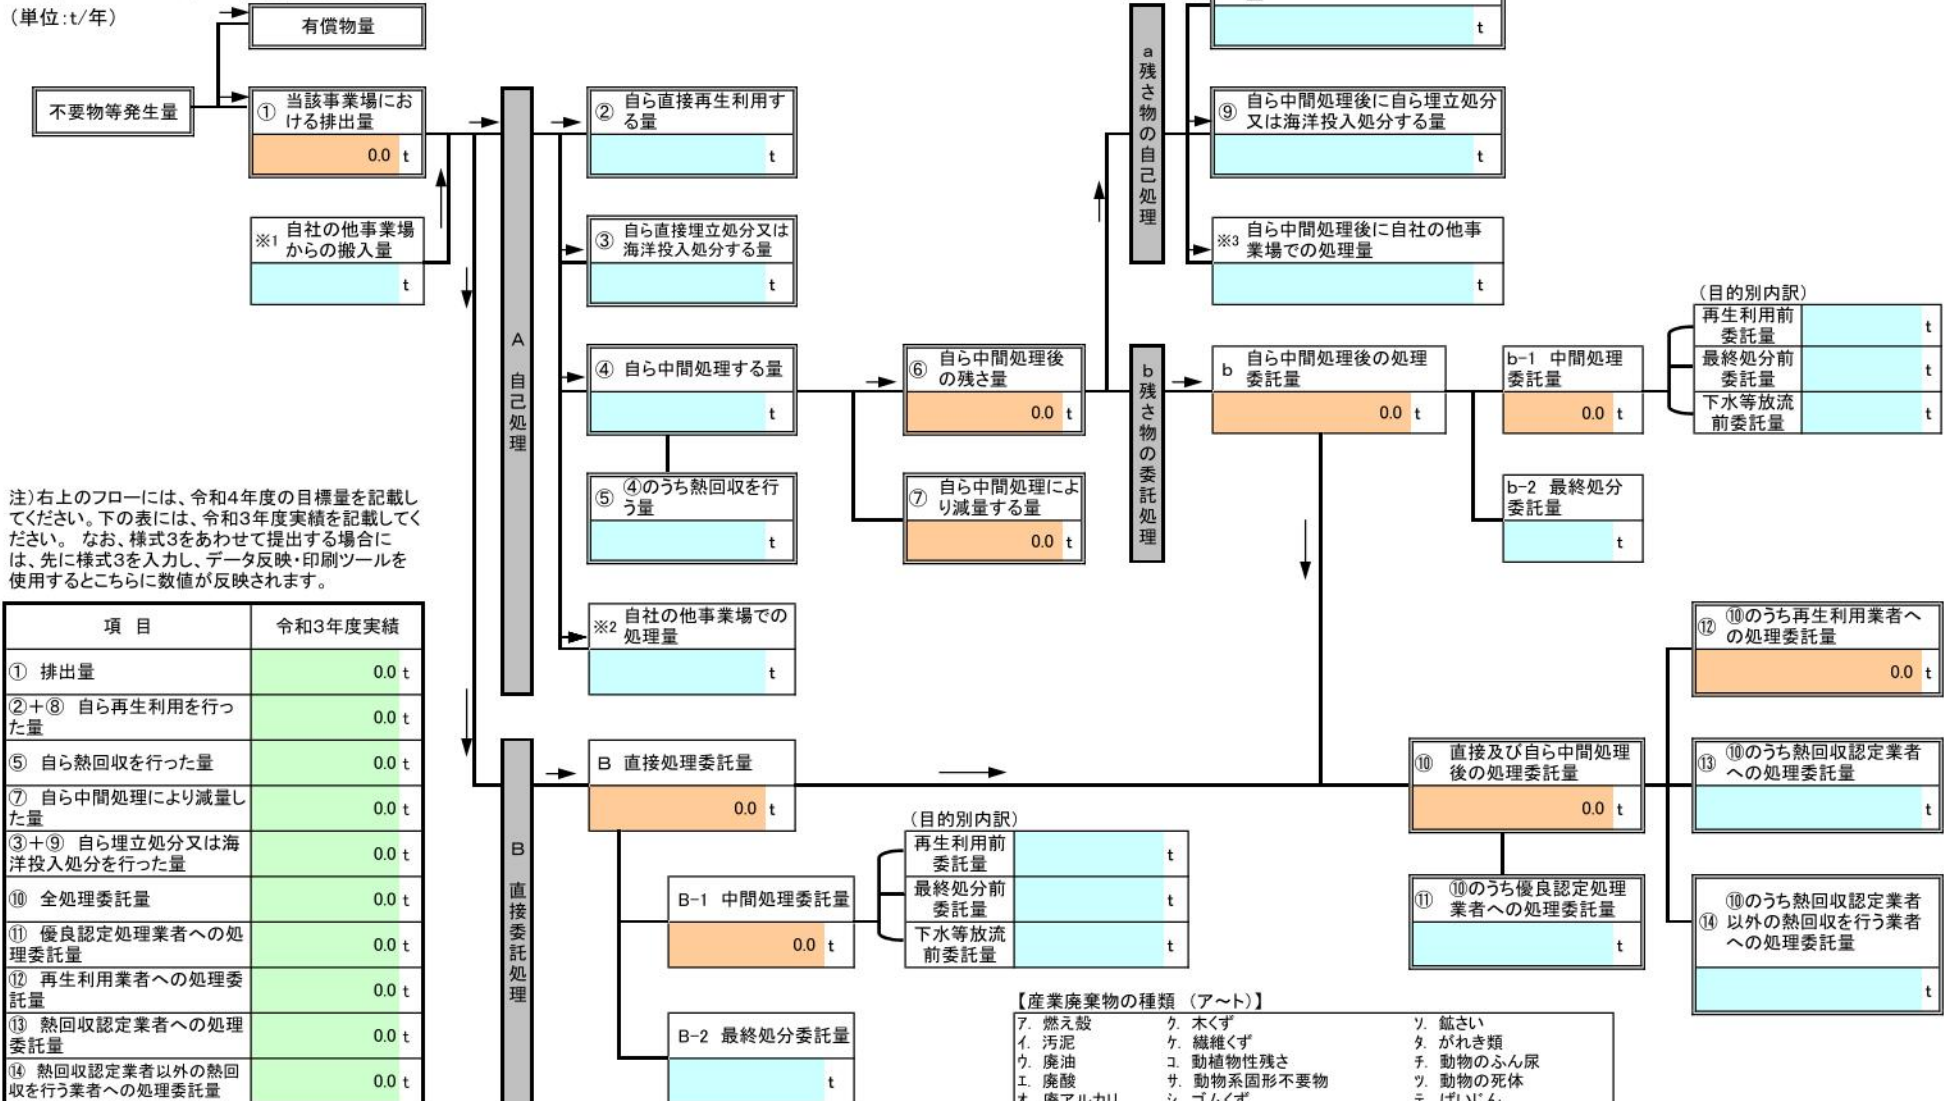 (単位:t/年)
有償物量
不要物等発生量
① 当該事業場にお
ける排出量
0.0 t
※1 自社の他事業場
からの搬入量
t
A 自己処理
② 自ら直接再生利用す
る量
t
③ 自ら直接埋立処分又は
海洋投入処分する量
t
④ 自ら中間処理する量
t
⑤ ④のうち熱回収を行
う量
t
※2 自社の他事業場での
処理量
t
⑥ 自ら中間処理後
の残さ量
0.0 t
⑦ 自ら中間処理によ
り減量する量
0.0 t
a 残さ物の自己処理
t
⑨ 自ら中間処理後に自ら埋立処分
又は海洋投入処分する量
t
※3 自ら中間処理後に自社の他事
業場での処理量
t
b 残さ物の委託処理
b 自ら中間処理後の処理
委託量
0.0 t
b-1 中間処理
委託量
0.0 t
(目的別内訳)
再生利用前
委託量
t
最終処分前
委託量
t
下水等放流
前委託量
t
b-2 最終処分
委託量
t
注)右上のフローには、令和4年度の目標量を記載し
てください。下の表には、令和3年度実績を記載してく
ださい。 なお、様式3をあわせて提出する場合に
は、先に様式3を入力し、データ反映・印刷ツールを
使用するとこちらに数値が反映されます。
項 目 令和3年度実績
① 排出量 0.0 t
②+⑧ 自ら再生利用を行っ
た量 0.0 t
⑤ 自ら熱回収を行った量 0.0 t
⑦ 自ら中間処理により減量し
た量 0.0 t
③+⑨ 自ら埋立処分又は海
洋投入処分を行った量 0.0 t
⑩ 全処理委託量 0.0 t
⑪ 優良認定処理業者への処
理委託量 0.0 t
⑫ 再生利用業者への処理委
託量 0.0 t
⑬ 熱回収認定業者への処理
委託量 0.0 t
⑭ 熱回収認定業者以外の熱回
収を行う業者への処理委託量 0.0 t
B 直接委託処理
B 直接処理委託量
0.0 t
B-1 中間処理委託量
0.0 t
(目的別内訳)
再生利用前
委託量
t
最終処分前
委託量
t
下水等放流
前委託量
t
B-2 最終処分委託量
t
⑩ 直接及び自ら中間処理
後の処理委託量
0.0 t
⑪ ⑩のうち優良認定処理
業者への処理委託量
t
⑫ ⑩のうち再生利用業者へ
の処理委託量
0.0 t
⑬ ⑩のうち熱回収認定業者
への処理委託量
t
⑭ ⑩のうち熱回収認定業者
以外の熱回収を行う業者
への処理委託量
t
【産業廃棄物の種類 (ア~ト)】
ア. 燃え殻 ク. 木くず ソ. 鉱さい
イ. 汚泥 ケ. 繊維くず タ. がれき類
ウ. 廃油 コ. 動植物性残さ チ. 動物のふん尿
エ. 廃酸 サ. 動物系固形不要物 ツ. 動物の死体
オ. 廃アルカリ シ. ゴムくず テ. ばいじん